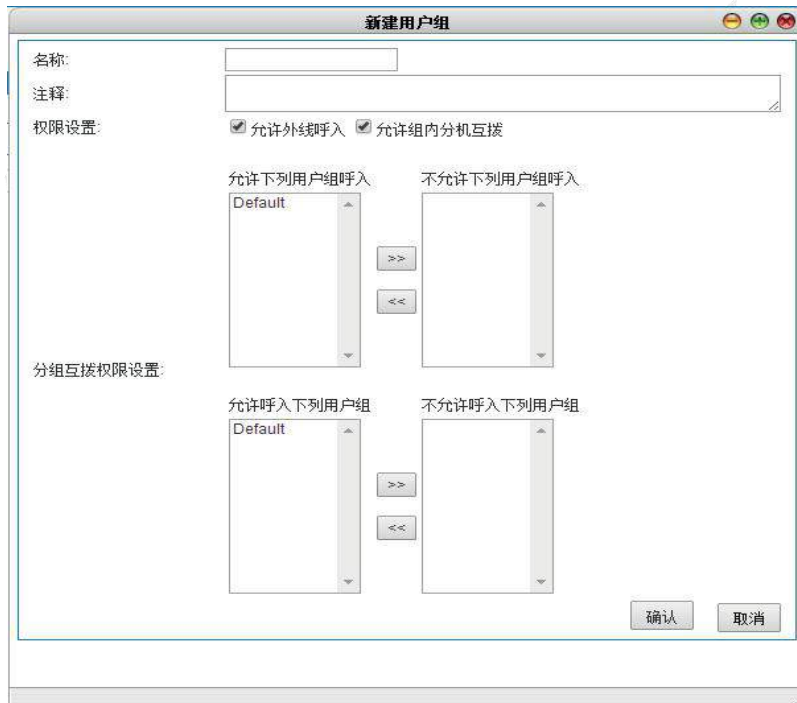 新建用户组
名称:
注释:
权限设置:
允许外线呼入 允许组内分机互拨
允许下列用户组呼入 不允许下列用户组呼入
Default
>>
<<
分组互拨权限设置:
允许呼入下列用户组 不允许呼入下列用户组
Default
>>
<<
确认 取消